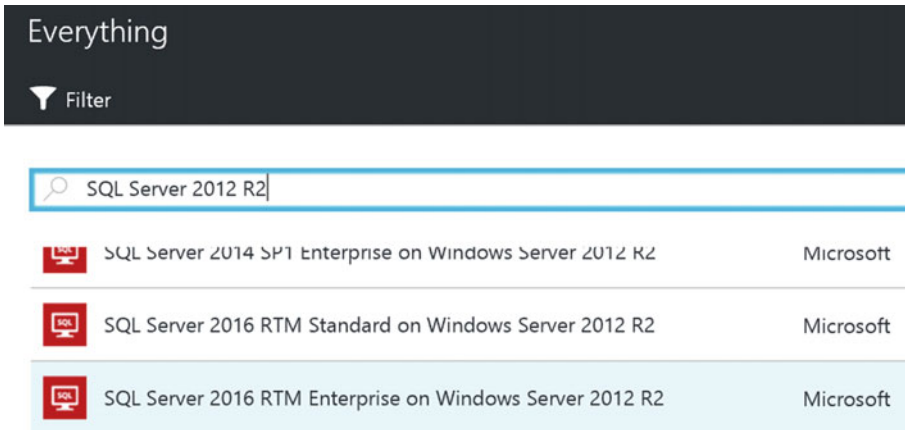 Everything
Filter
SQL Server 2012 R2
SQL Server 2014 SP1 Enterprise on Windows Server 2012 R2 Microsoft
SQL Server 2016 RTM Standard on Windows Server 2012 R2 Microsoft
SQL Server 2016 RTM Enterprise on Windows Server 2012 R2 Microsoft